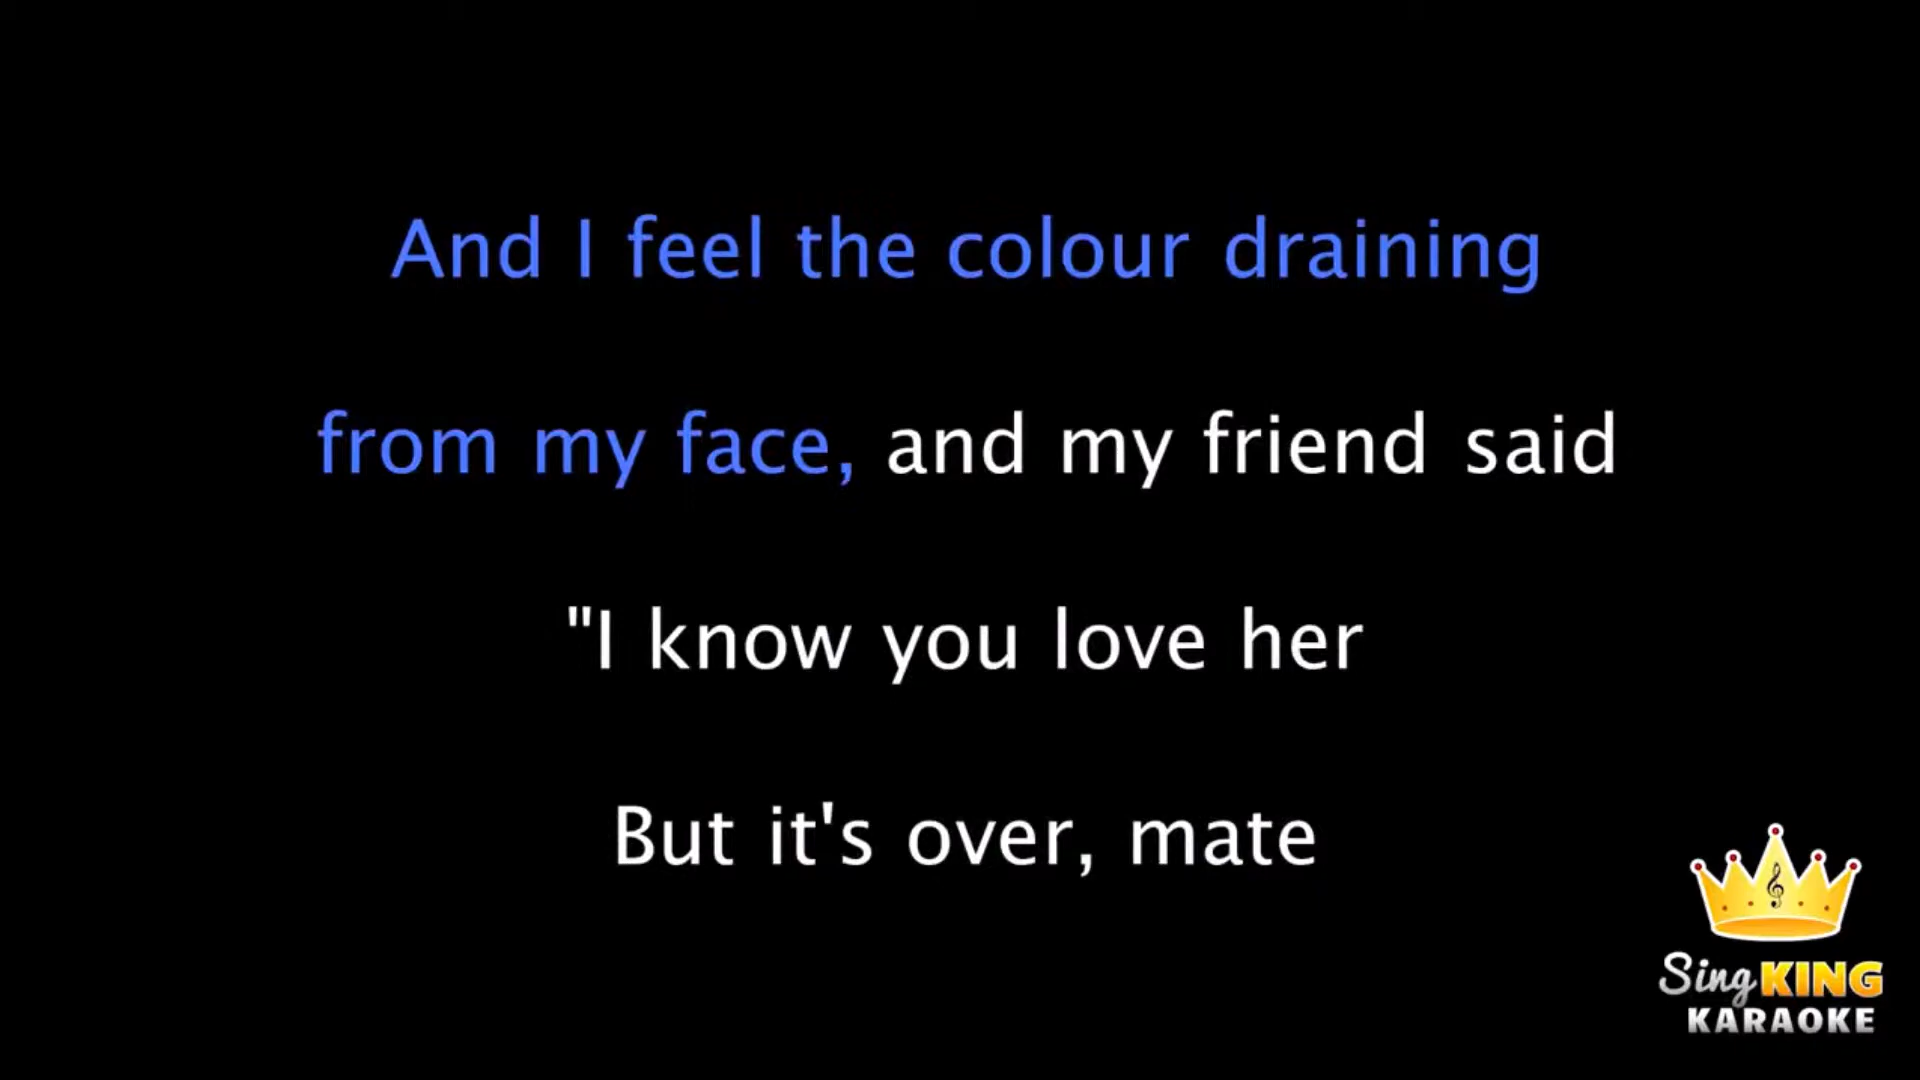 And I feel the colour draining
from my face, and my friend said
"I know you love her
But it's over, mate
Sing KING
KARAOKE